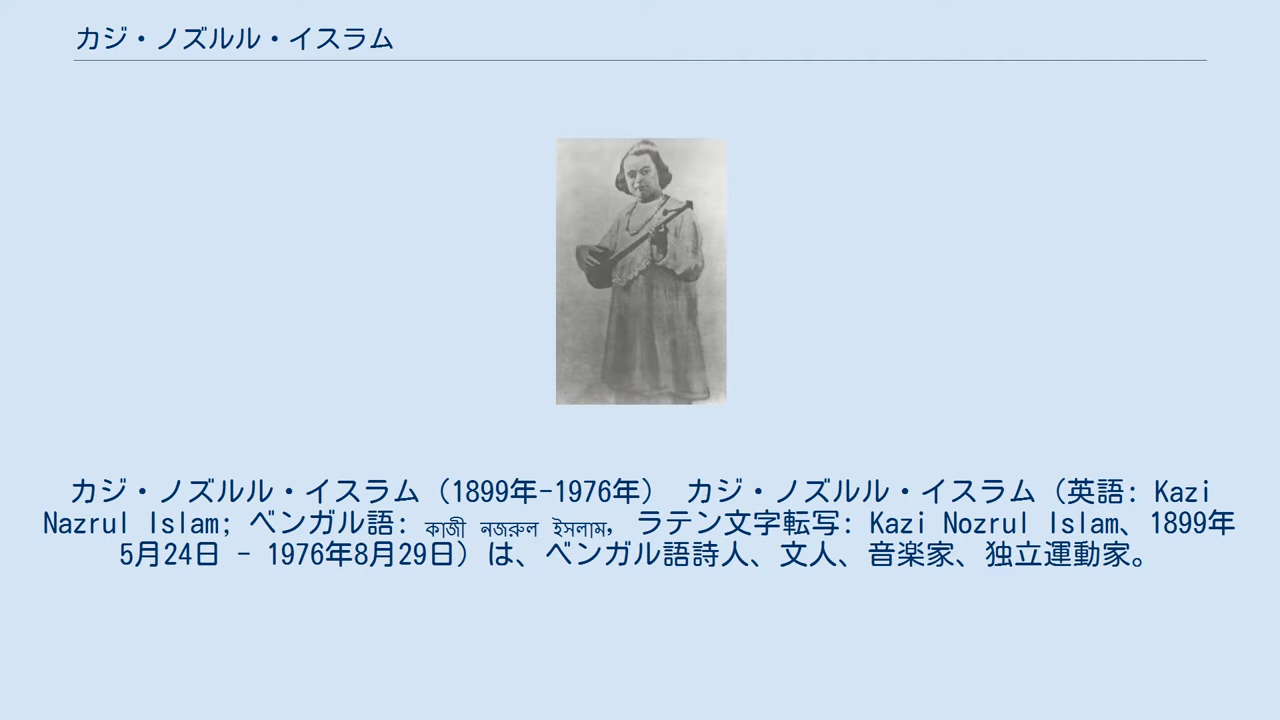 カジ・ノズルル・イスラム
カジ・ノズルル・イスラム（1899年-1976年） カジ・ノズルル・イスラム（英語: Kazi
Nazrul Islam; ベンガル語: কাজী নজরুল ইসলাম, ラテン文字転写: Kazi Nozrul Islam、1899年
5月24日 - 1976年8月29日）は、ベンガル語詩人、文人、音楽家、独立運動家。